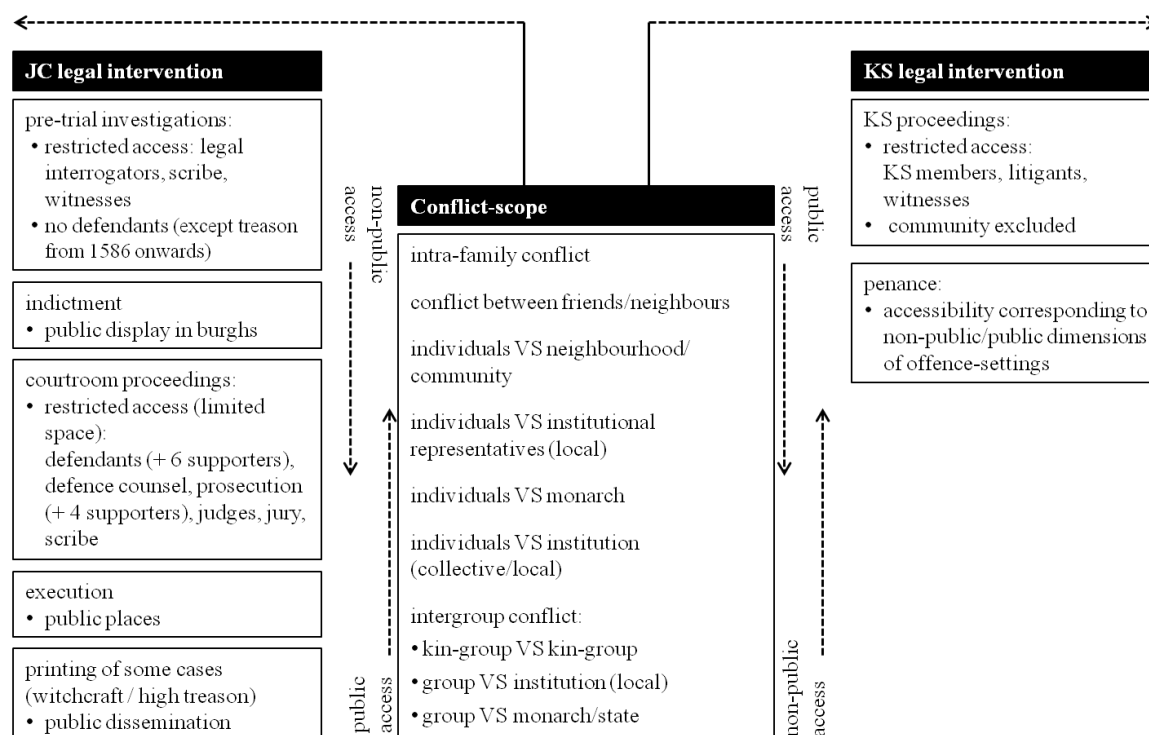 JC legal intervention
pre-trial investigations:
• restricted access: legal
interrogators, scribe,
witnesses
• no defendants (except treason
from 1586 onwards)
indictment
• public display in burghs
courtroom proceedings:
• restricted access (limited
space):
defendants (+ 6 supporters),
defence counsel, prosecution
(+ 4 supporters), judges, jury,
scribe
execution
• public places
printing of some cases
(witchcraft / high treason)
• public dissemination
non-public
access
public
access
Conflict-scope
intra-family conflict
conflict between friends/neighbours
individuals VS neighbourhood/
community
individuals VS institutional
representatives (local)
individuals VS monarch
individuals VS institution
(collective/local)
intergroup conflict:
• kin-group VS kin-group
• group VS institution (local)
• group VS monarch/state
public
access
non-public
access
KS legal intervention
KS proceedings:
• restricted access:
KS members, litigants,
witnesses
• community excluded
penance:
• accessibility corresponding to
non-public/public dimensions
of offence-settings